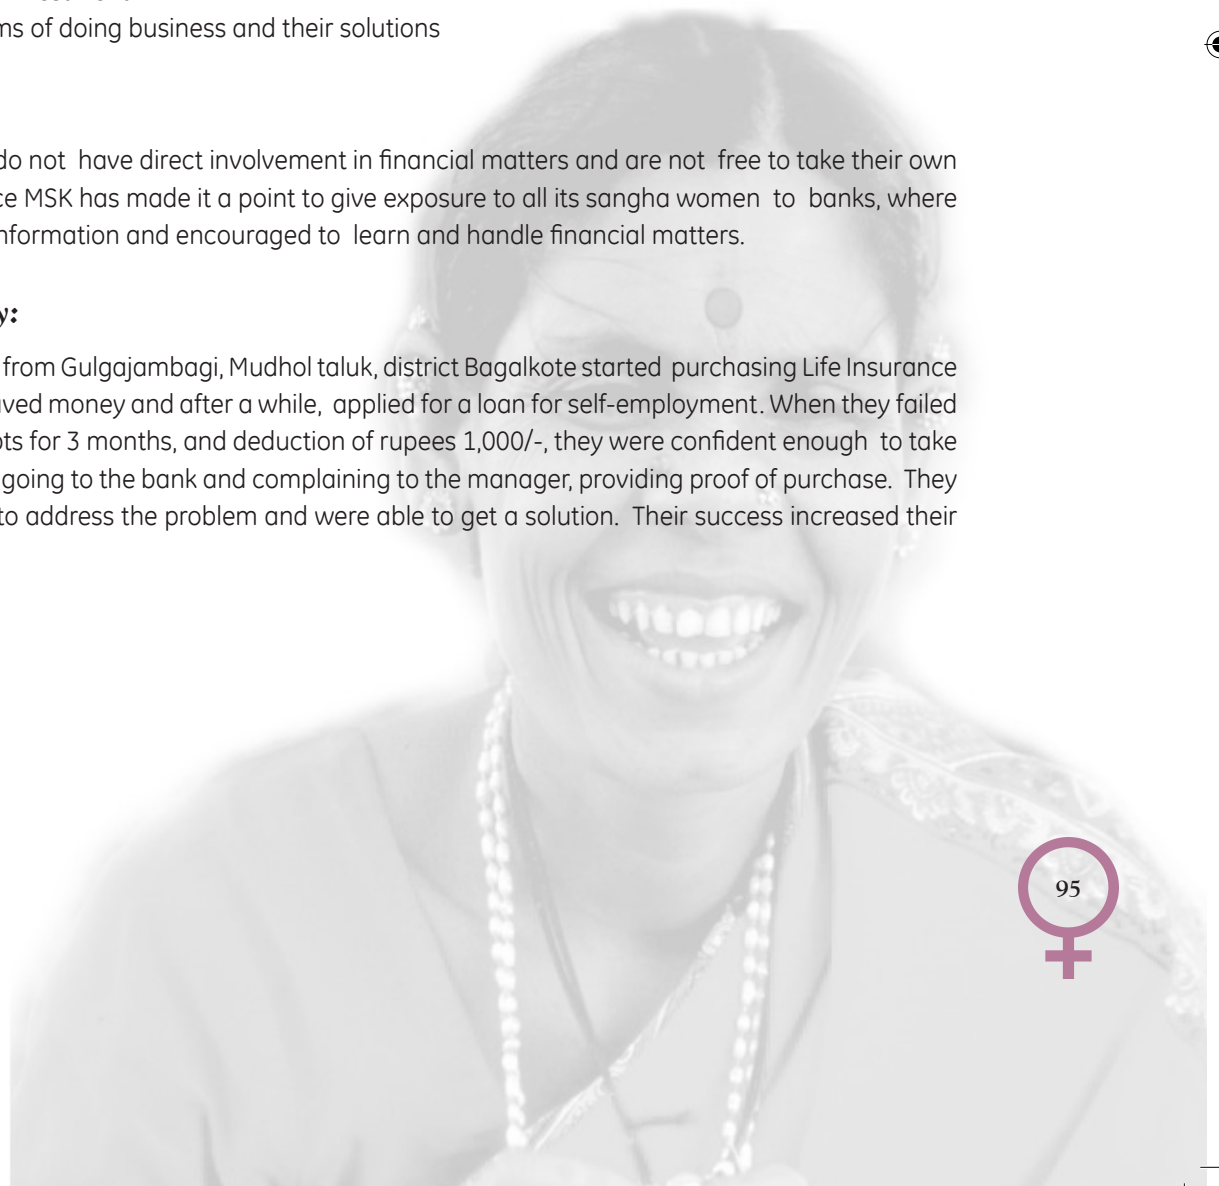 ms of doing business and their solutions
do not have direct involvement in financial matters and are not free to take their own
ce MSK has made it a point to give exposure to all its sangha women to banks, where
nformation and encouraged to learn and handle financial matters.
y:
from Gulgajambagi, Mudhol taluk, district Bagalkote started purchasing Life Insurance
ved money and after a while, applied for a loan for self-employment. When they failed
ts for 3 months, and deduction of rupees 1,000/-, they were confident enough to take
going to the bank and complaining to the manager, providing proof of purchase. They
to address the problem and were able to get a solution. Their success increased their
95